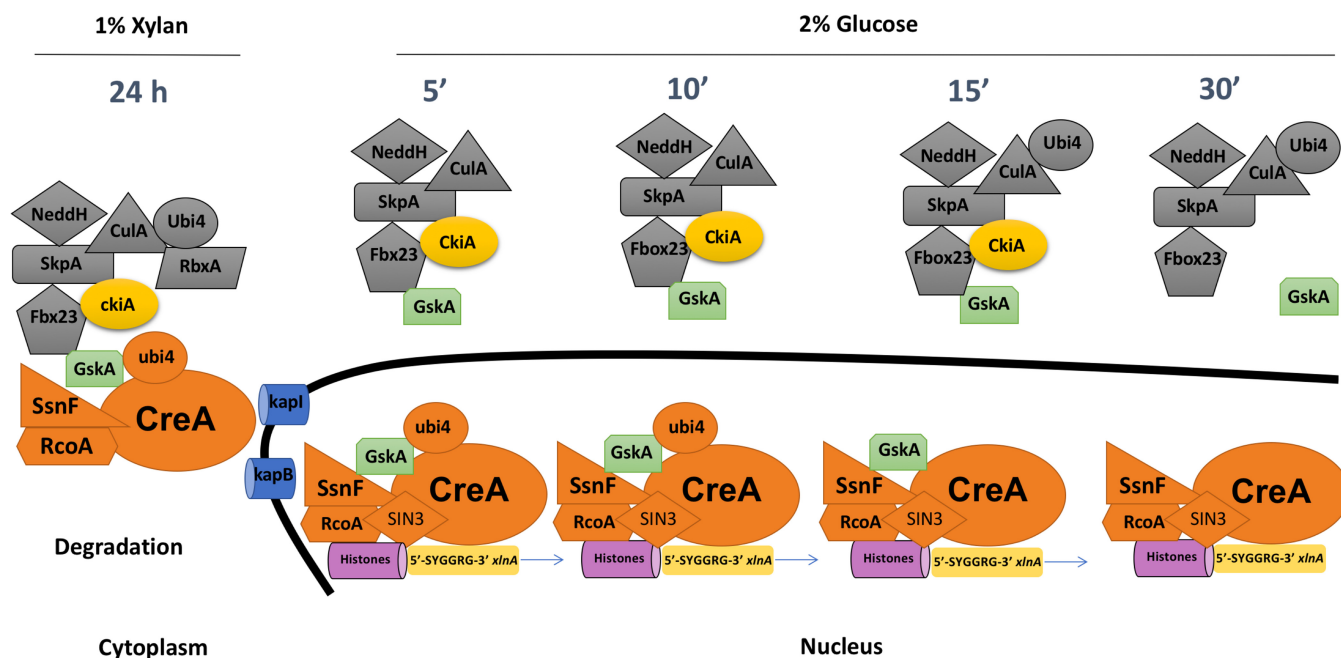 1% Xylan
2% Glucose
24 h
5’
10’
15’
30’
NeddH
CulA
Ubi4
SkpA
RbxA
ckiA
Fbx23
GskA
ubi4
SsnF
CreA
RcoA
NeddH
CulA
SkpA
CkiA
Fbx23
GskA
NeddH
CulA
SkpA
CkiA
Fbox23
GskA
NeddH
Ubi4
CulA
SkpA
CkiA
Fbox23
GskA
NeddH
Ubi4
CulA
SkpA
Fbox23
GskA
kapI
kapB
ubi4
GskA
SsnF
CreA
RcoA
SIN3
Histones
5’-SYGGRG-3’ xlnA
ubi4
GskA
SsnF
CreA
RcoA
SIN3
Histones
5’-SYGGRG-3’ xlnA
GskA
SsnF
CreA
RcoA
SIN3
Histones
5’-SYGGRG-3’ xlnA
SsnF
CreA
RcoA
SIN3
Histones
5’-SYGGRG-3’ xlnA
Degradation
Cytoplasm
Nucleus